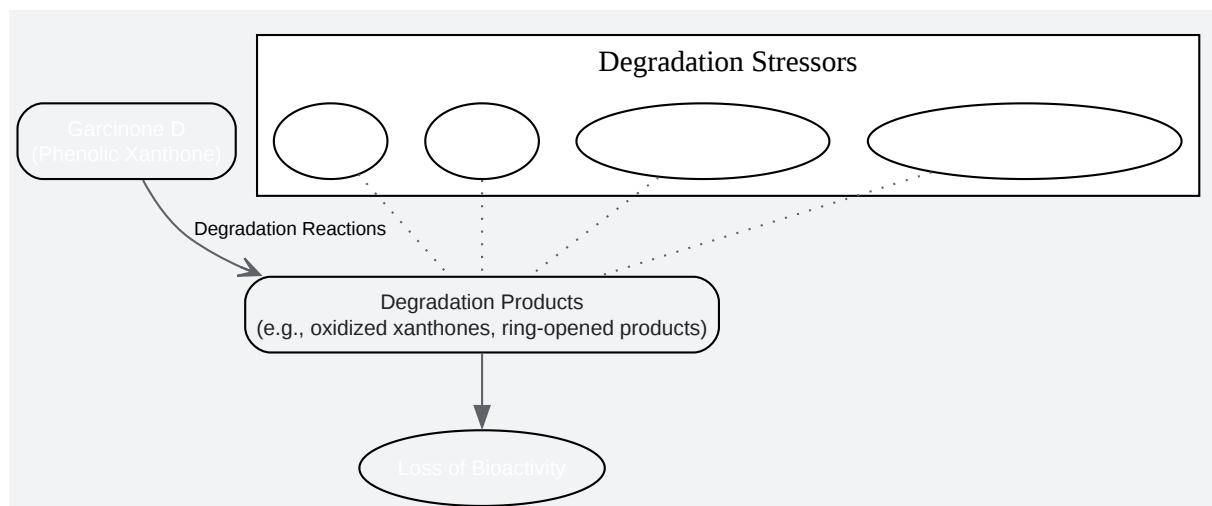 Degradation Stressors
Garcinone D
(Phenolic Xanthone)
Degradation Reactions
Degradation Products
(e.g., oxidized xanthones, ring-opened products)
Loss of Bioactivity